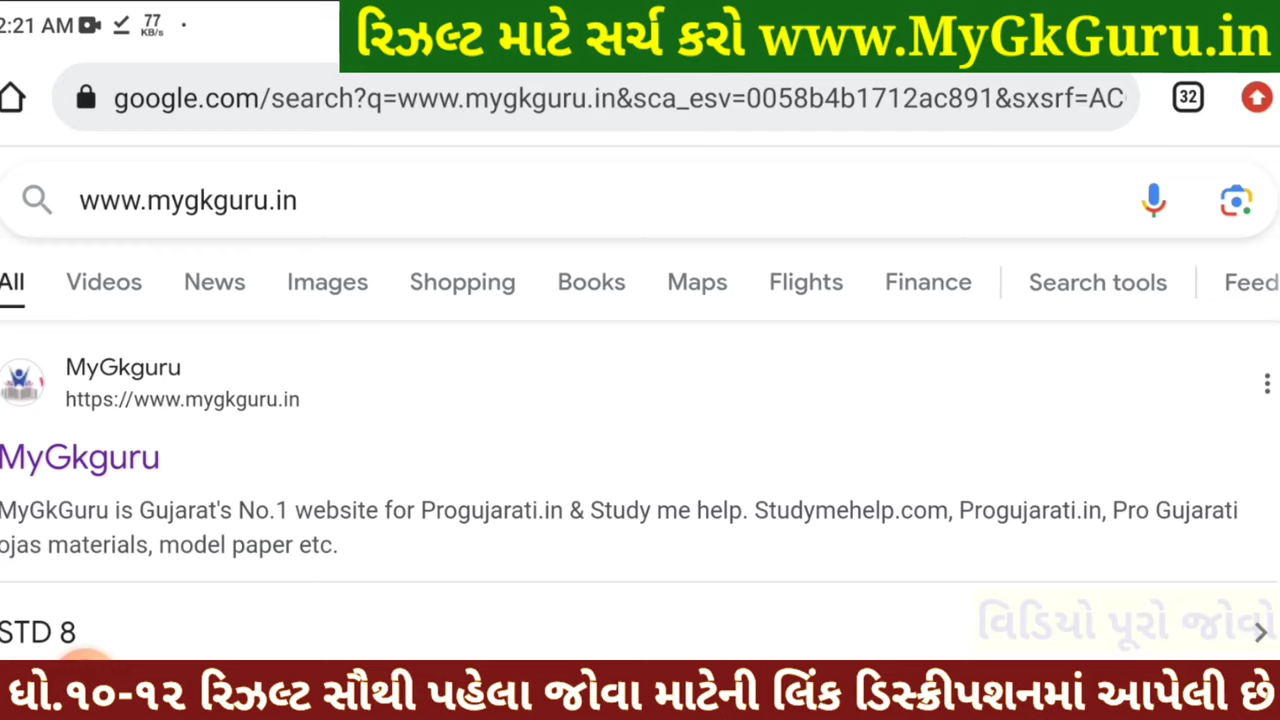 2:21 AM 77 KB/s
રિઝલ્ટ માટે સર્ચ કરો www.MyGkGuru.in
google.com/search?q=www.mygkguru.in&sca_esv=0058b4b1712ac891&sxsrf=AC
32
www.mygkguru.in
All Videos News Images Shopping Books Maps Flights Finance Search tools Feed
MyGkguru
https://www.mygkguru.in
MyGkguru
MyGkGuru is Gujarat's No.1 website for Progujarati.in & Study me help. Studymehelp.com, Progujarati.in, Pro Gujarati
ojas materials, model paper etc.
STD 8
વિડિયો પૂરો જોવો
ધો.૧૦-૧૨ રિઝલ્ટ સૌથી પહેલા જોવા માટેની લિંક ડિસ્ક્રીપશનમાં આપેલી છે